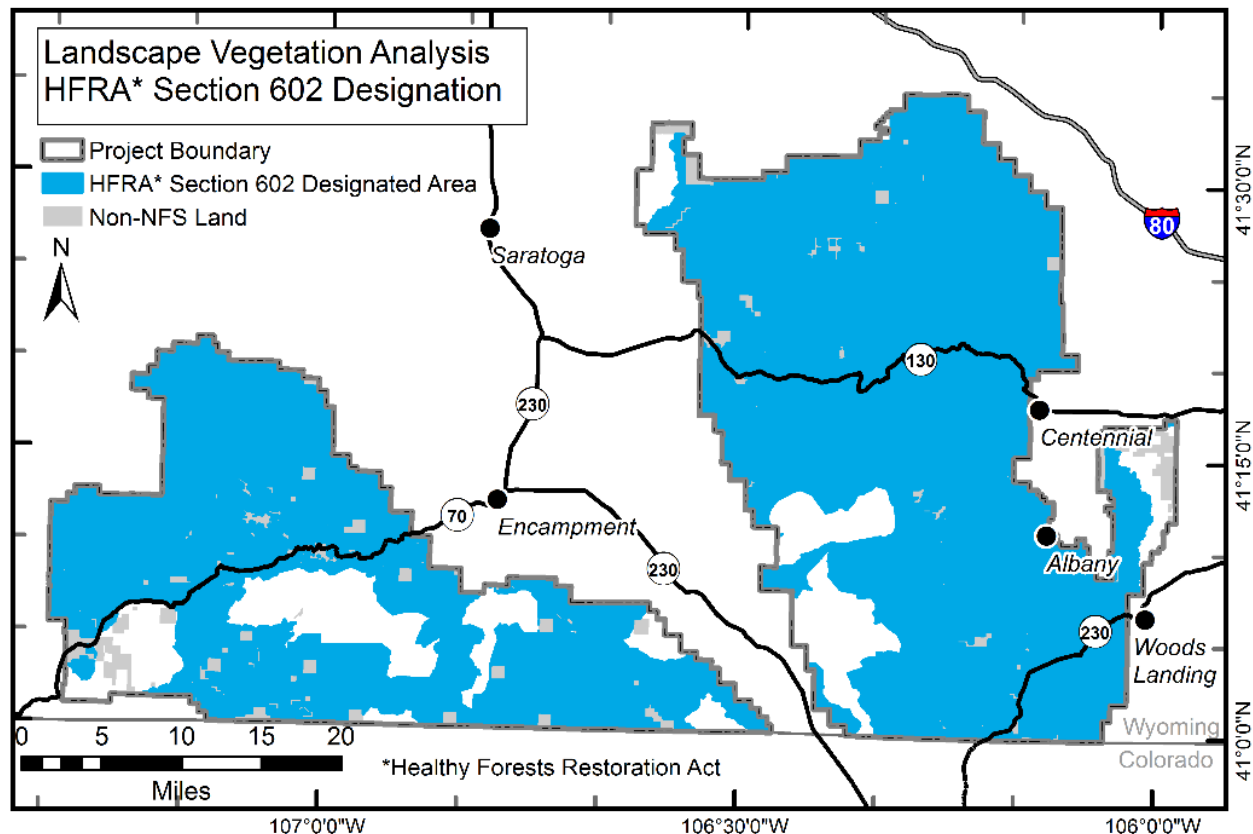 Landscape Vegetation Analysis
HFRA* Section 602 Designation
Project Boundary
HFRA* Section 602 Designated Area
Non-NFS Land
N
Saratoga
80
41°30'0"N
130
230
Centennial
41°15'0"N
70
Encampment
Albany
230
230
Woods
Landing
Wyoming
Colorado
41°0'0"N
0 5 10 15 20
Miles
*Healthy Forests Restoration Act
107°0'0"W
106°30'0"W
106°0'0"W